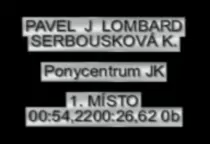 PAVEL J LOMBARD
SERBOUSKOVÁ K.
Ponycentrum JK
1. MÍSTO
00:54,2200:26,62 0b